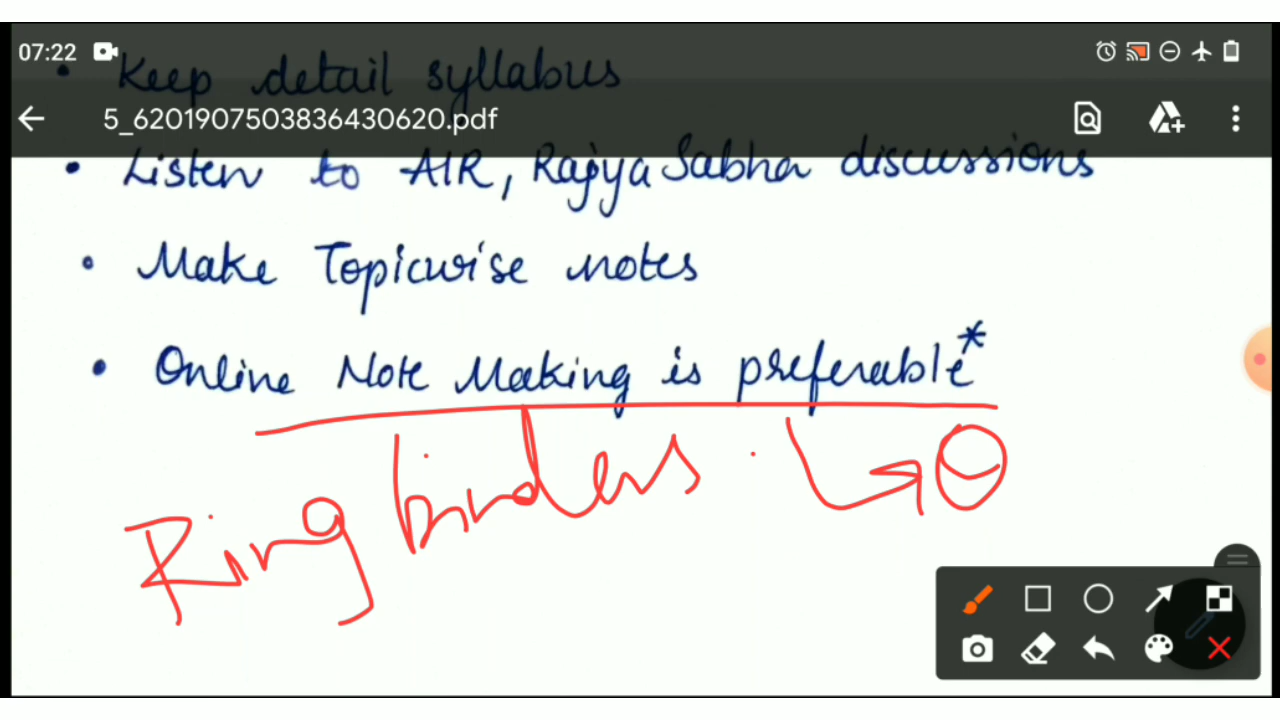 07:22
• Keep detail syllabus
5_6201907503836430620.pdf
• Listen to AIR, Rajya Sabha discussions
• Make Topicwise notes
• Online Note Making is preferable*
Ring binders.